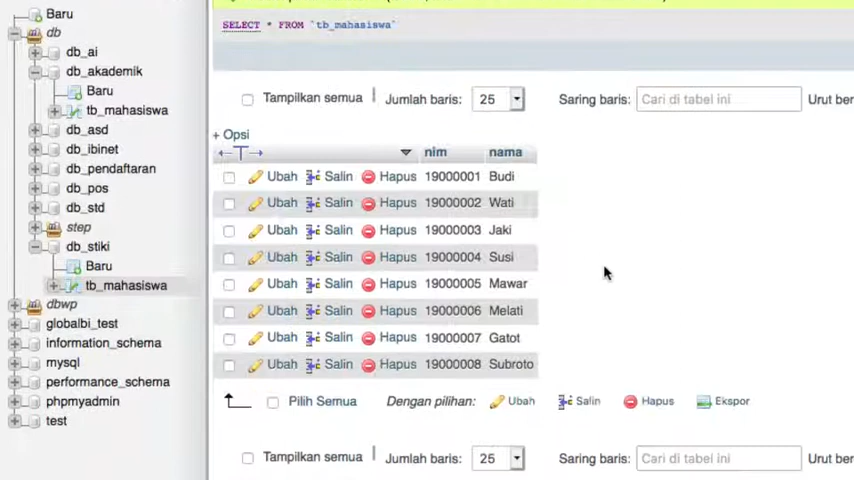 Baru
db
db_ai
db_akademik
Baru
tb_mahasiswa
db_asd
db_ibinet
db_pendaftaran
db_pos
db_std
step
db_stiki
Baru
tb_mahasiswa
dbwp
globalbi_test
information_schema
mysql
performance_schema
phpmyadmin
test
SELECT * FROM `tb_mahasiswa`
Tampilkan semua | Jumlah baris: 25 Saring baris: Cari di tabel ini Urut ber
+ Opsi
nim nama
Ubah Salin Hapus 19000001 Budi
Ubah Salin Hapus 19000002 Wati
Ubah Salin Hapus 19000003 Jaki
Ubah Salin Hapus 19000004 Susi
Ubah Salin Hapus 19000005 Mawar
Ubah Salin Hapus 19000006 Melati
Ubah Salin Hapus 19000007 Gatot
Ubah Salin Hapus 19000008 Subroto
Pilih Semua Dengan pilihan: Ubah Salin Hapus Ekspor
Tampilkan semua | Jumlah baris: 25 Saring baris: Cari di tabel ini Urut ber